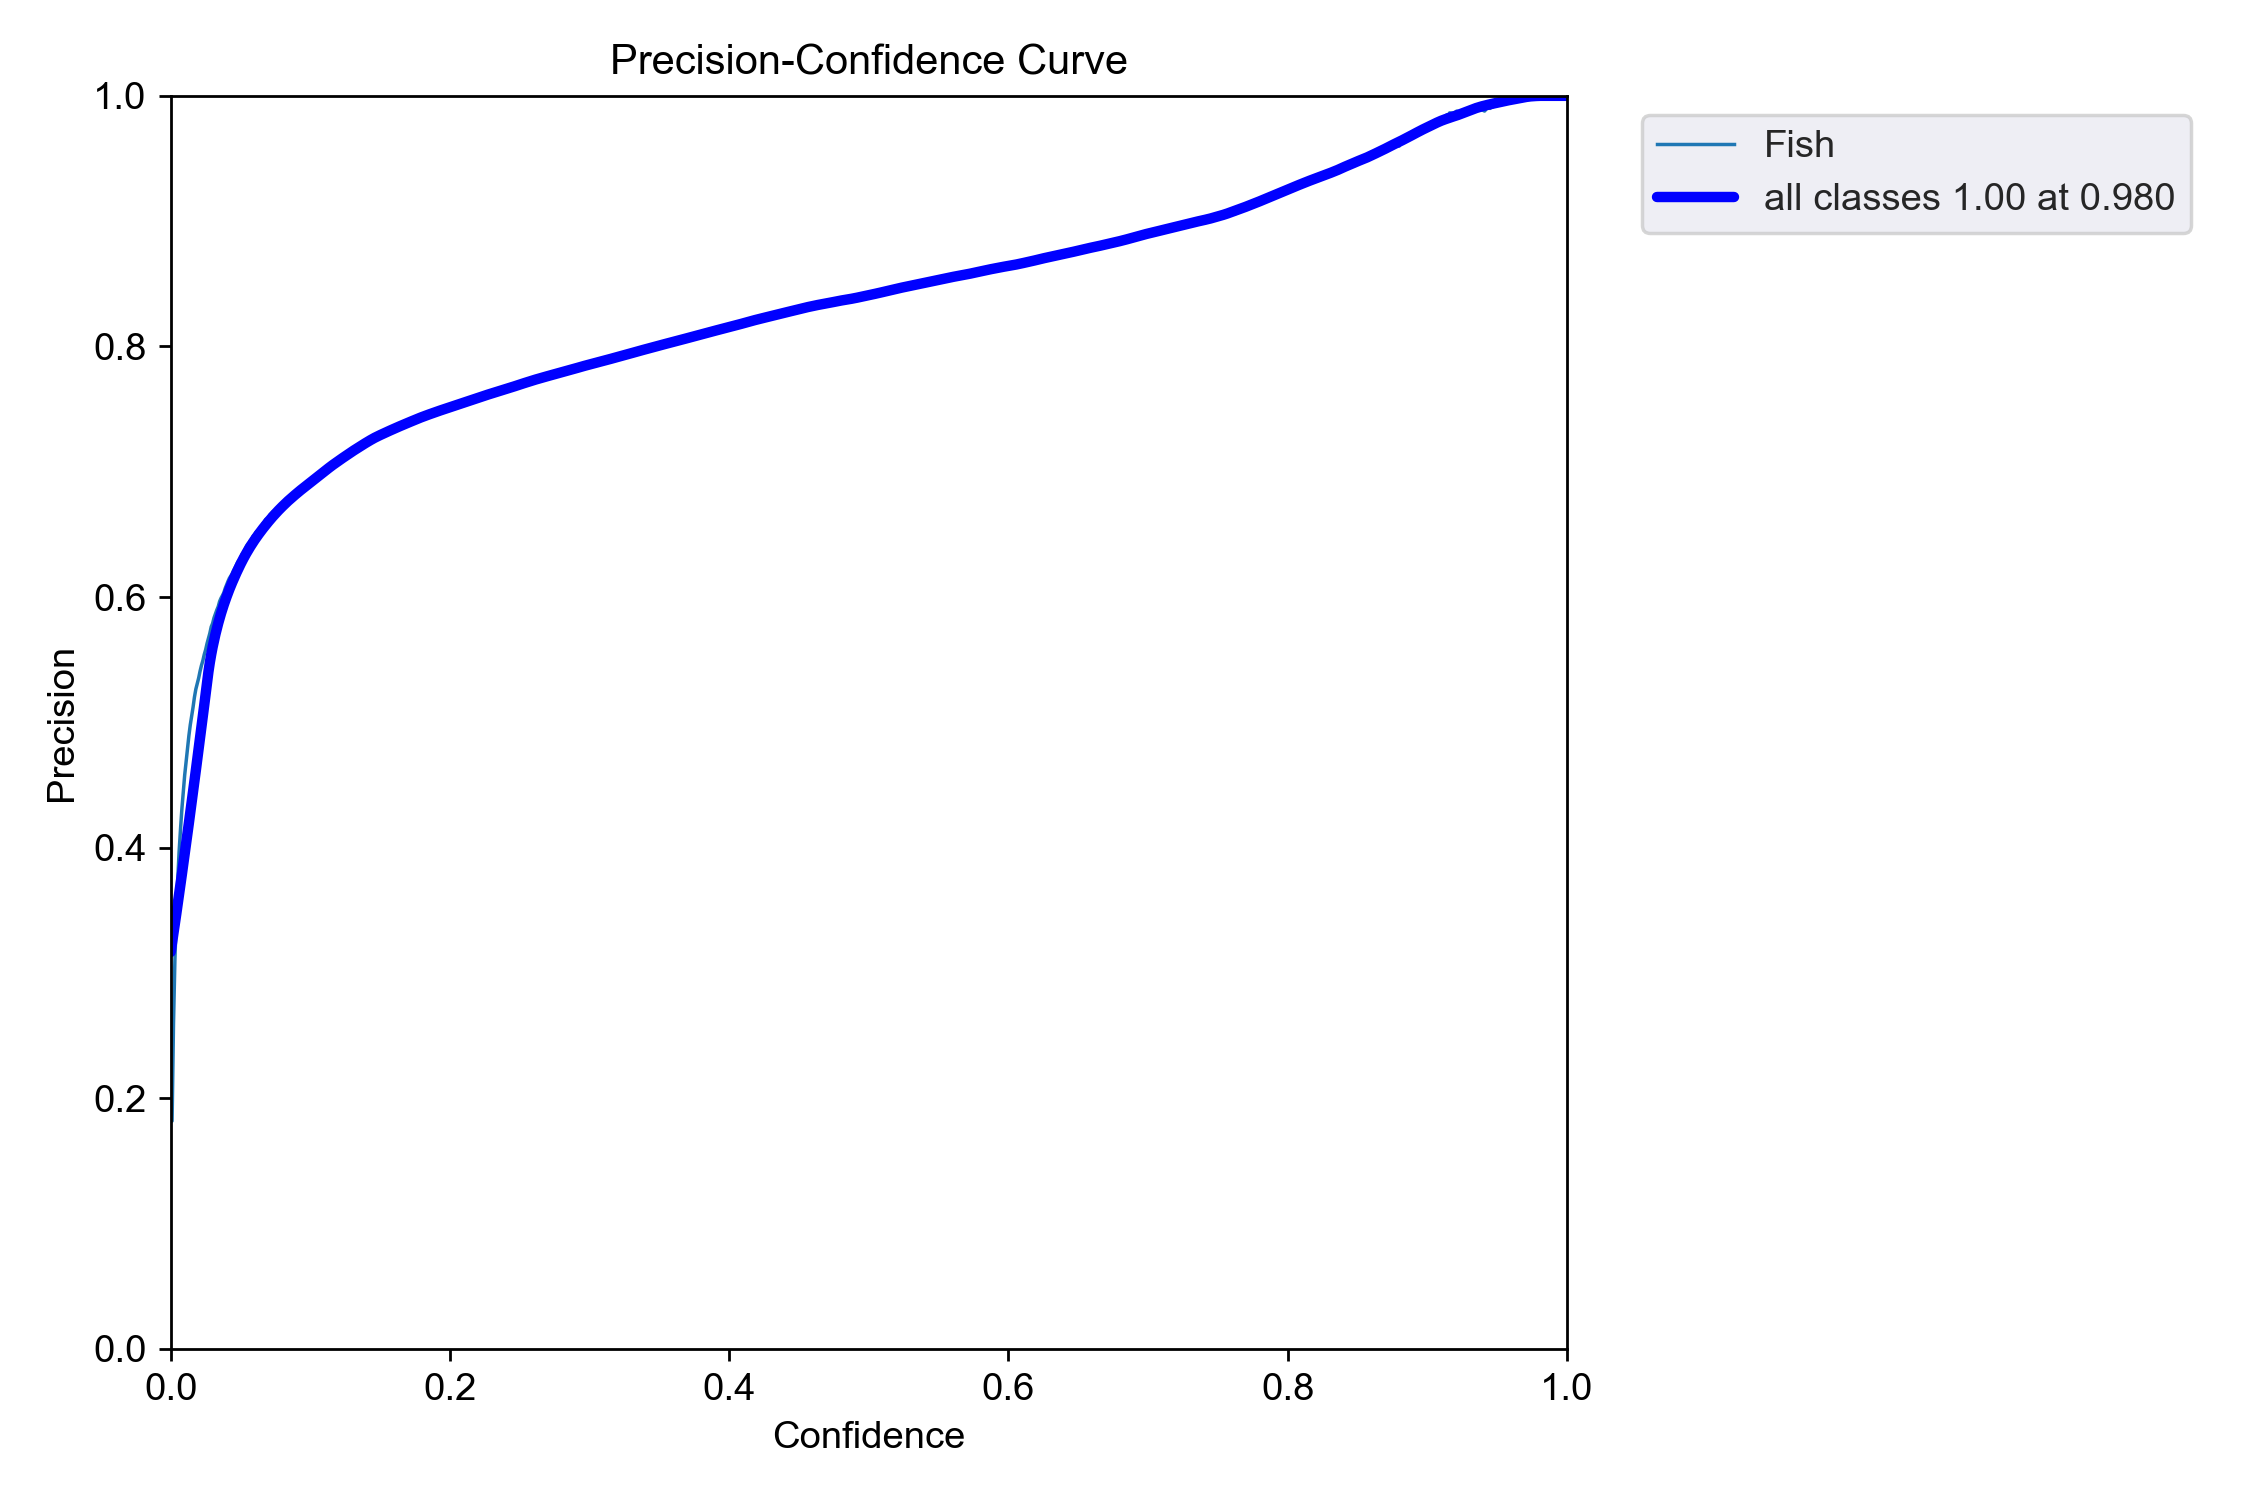 Precision-Confidence Curve
Fish
all classes 1.00 at 0.980
1.0
0.8
0.6
0.4
0.2
0.0
Precision
0.0 0.2 0.4 0.6 0.8 1.0
Confidence